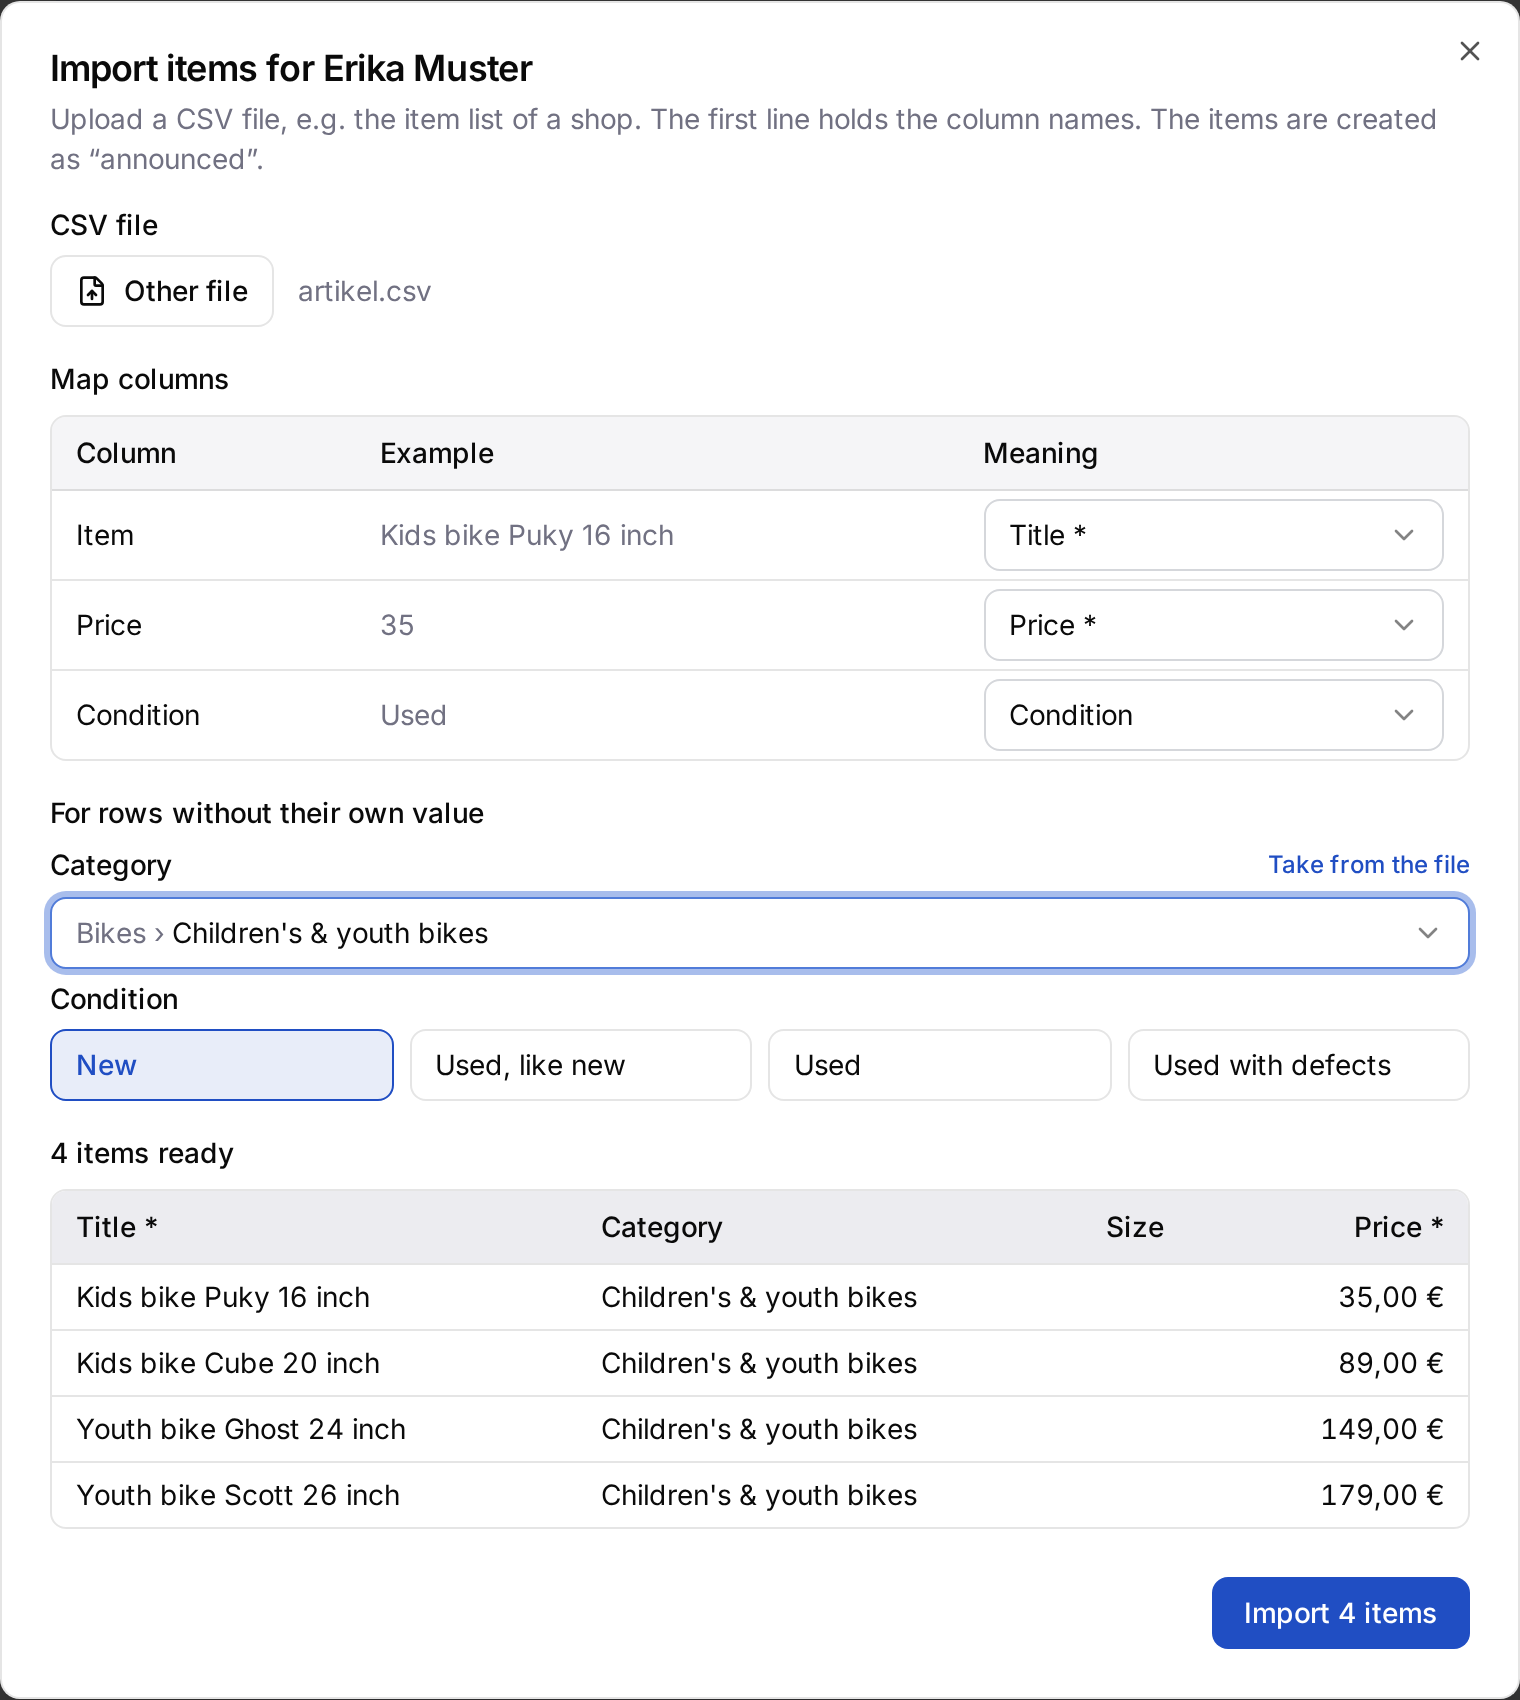 Import items for Erika Muster
Upload a CSV file, e.g. the item list of a shop. The first line holds the column names. The items are created
as “announced”.
CSV file
Other file artikel.csv
Map columns
Column Example Meaning
Item Kids bike Puky 16 inch Title *
Price 35 Price *
Condition Used Condition
For rows without their own value
Category Take from the file
Bikes › Children's & youth bikes
Condition
New Used, like new Used Used with defects
4 items ready
Title * Category Size Price *
Kids bike Puky 16 inch Children's & youth bikes 35,00 €
Kids bike Cube 20 inch Children's & youth bikes 89,00 €
Youth bike Ghost 24 inch Children's & youth bikes 149,00 €
Youth bike Scott 26 inch Children's & youth bikes 179,00 €
Import 4 items